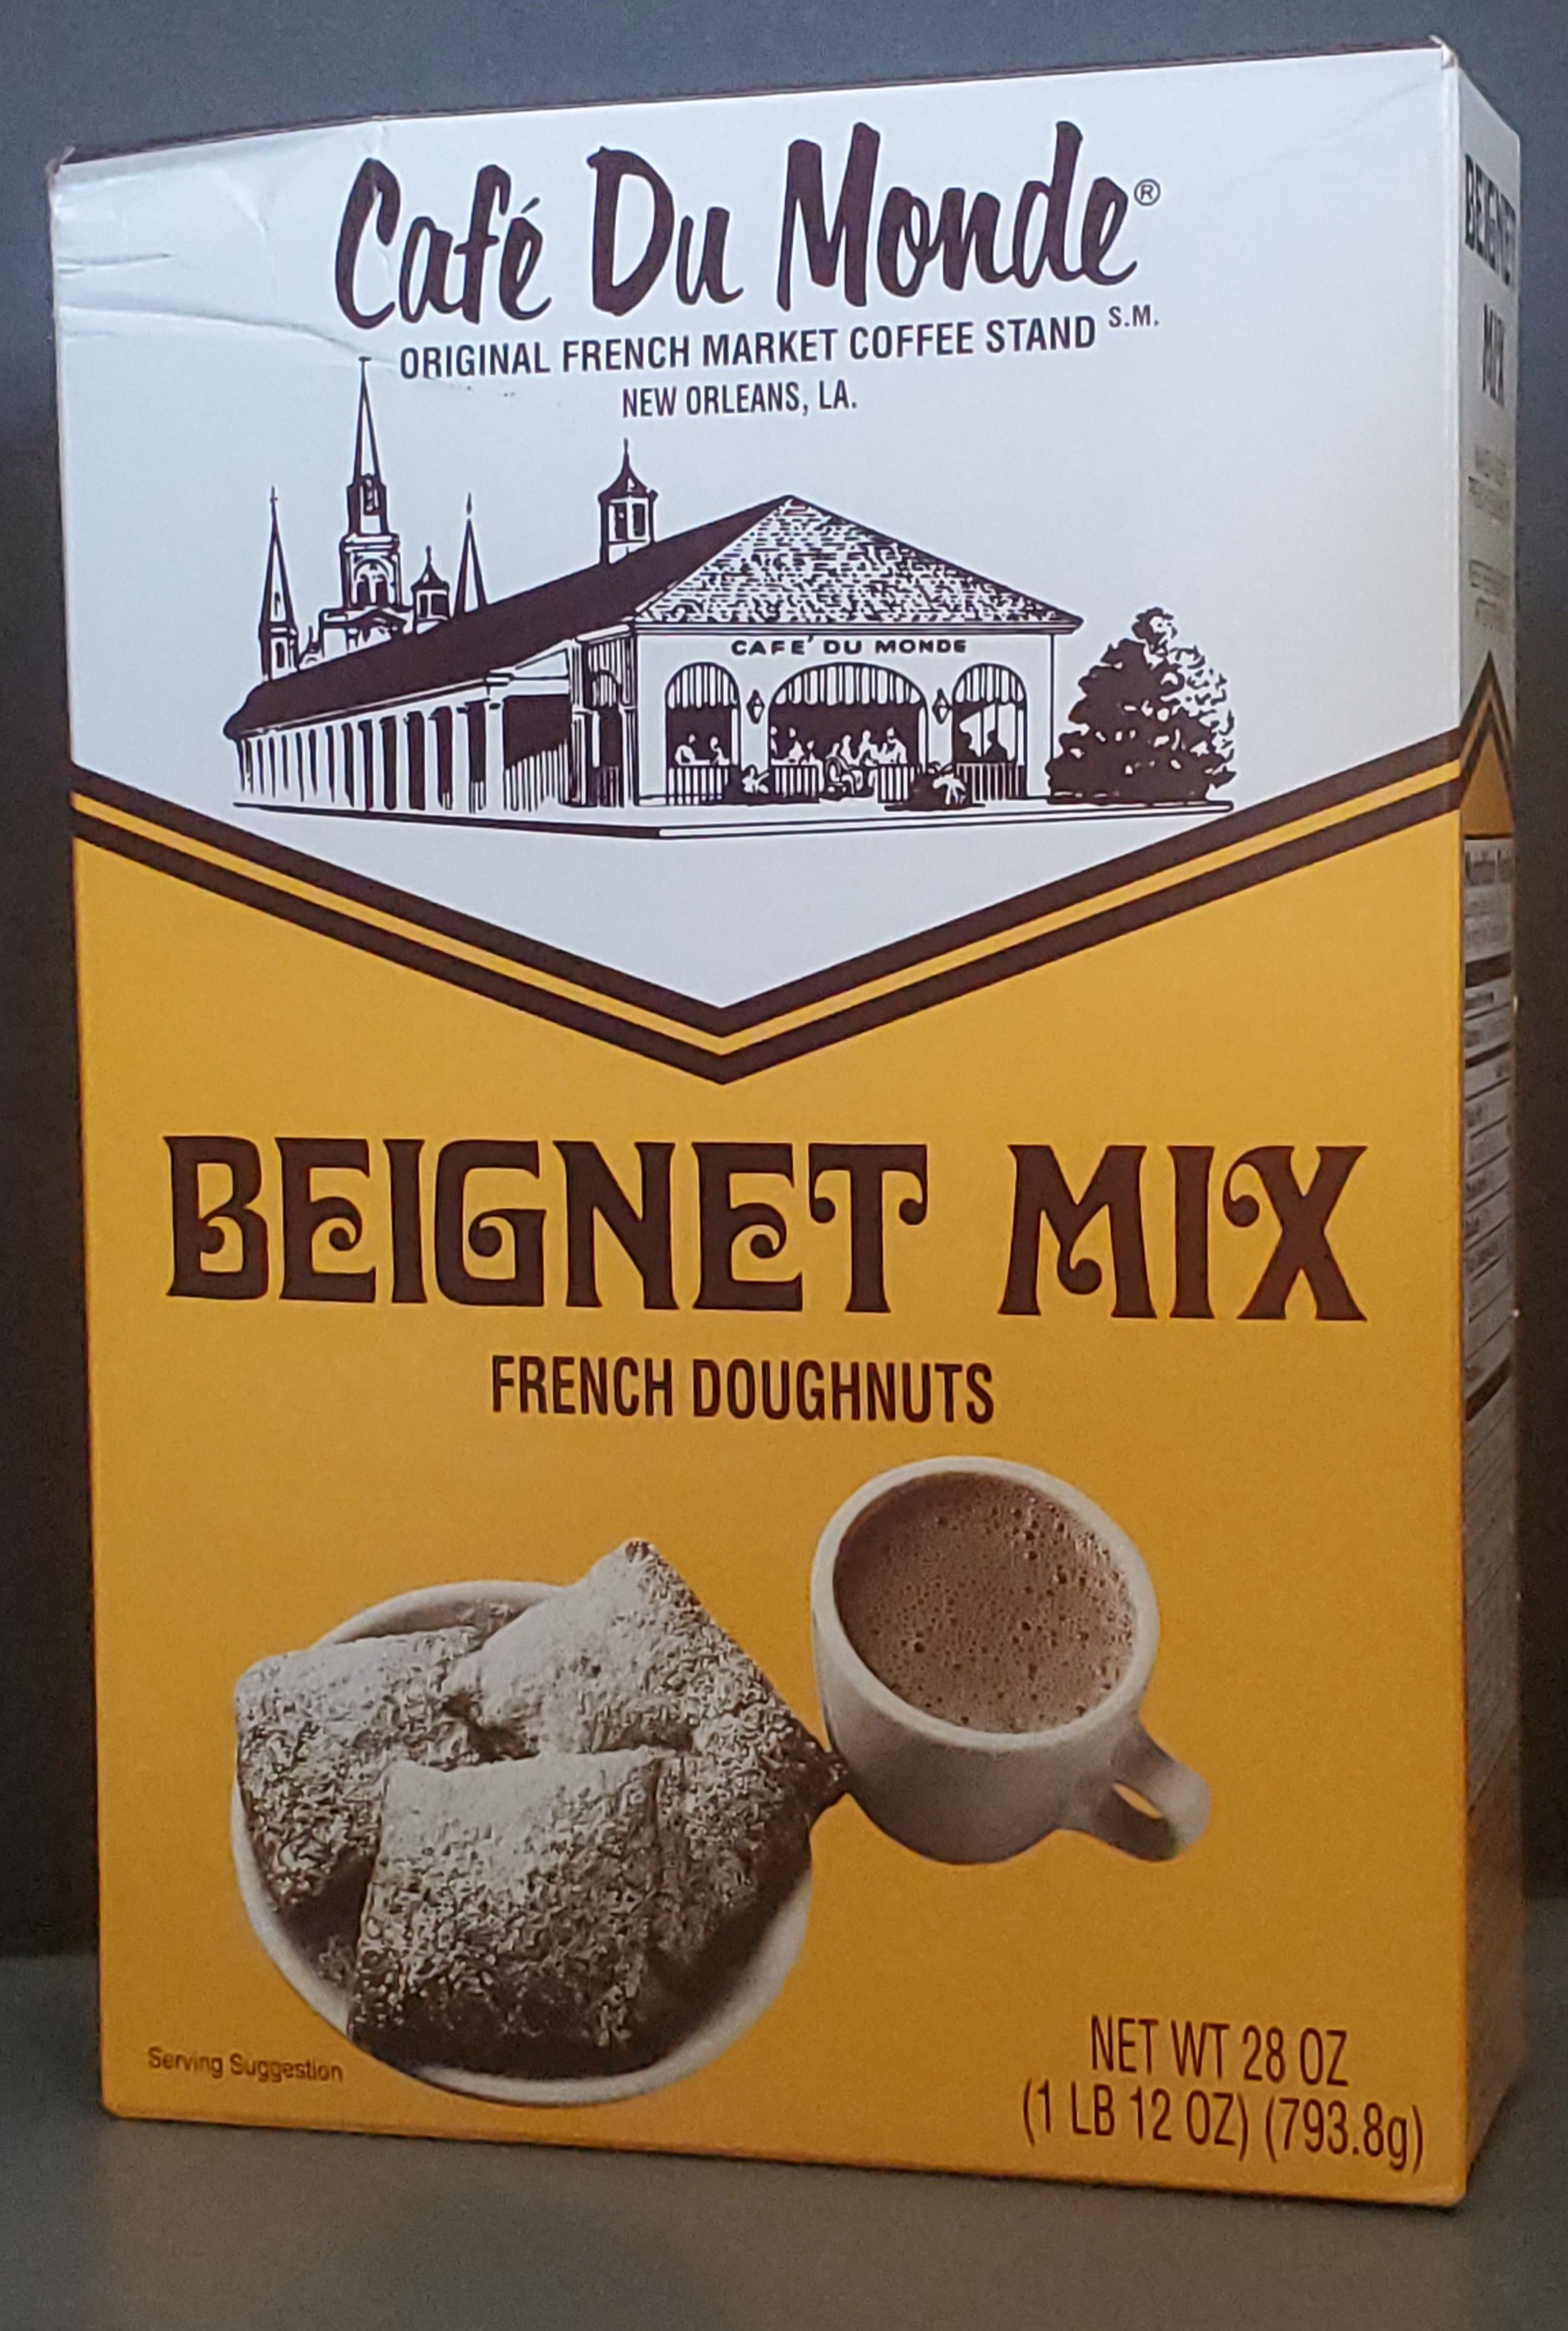 Café Du Monde®
ORIGINAL FRENCH MARKET COFFEE STAND S.M.
NEW ORLEANS, LA.
CAFE' DU MONDE
BEIGNET MIX
FRENCH DOUGHNUTS
Serving Suggestion
NET WT 28 OZ
(1 LB 12 OZ) (793.8g)
BEIGNET
MIX